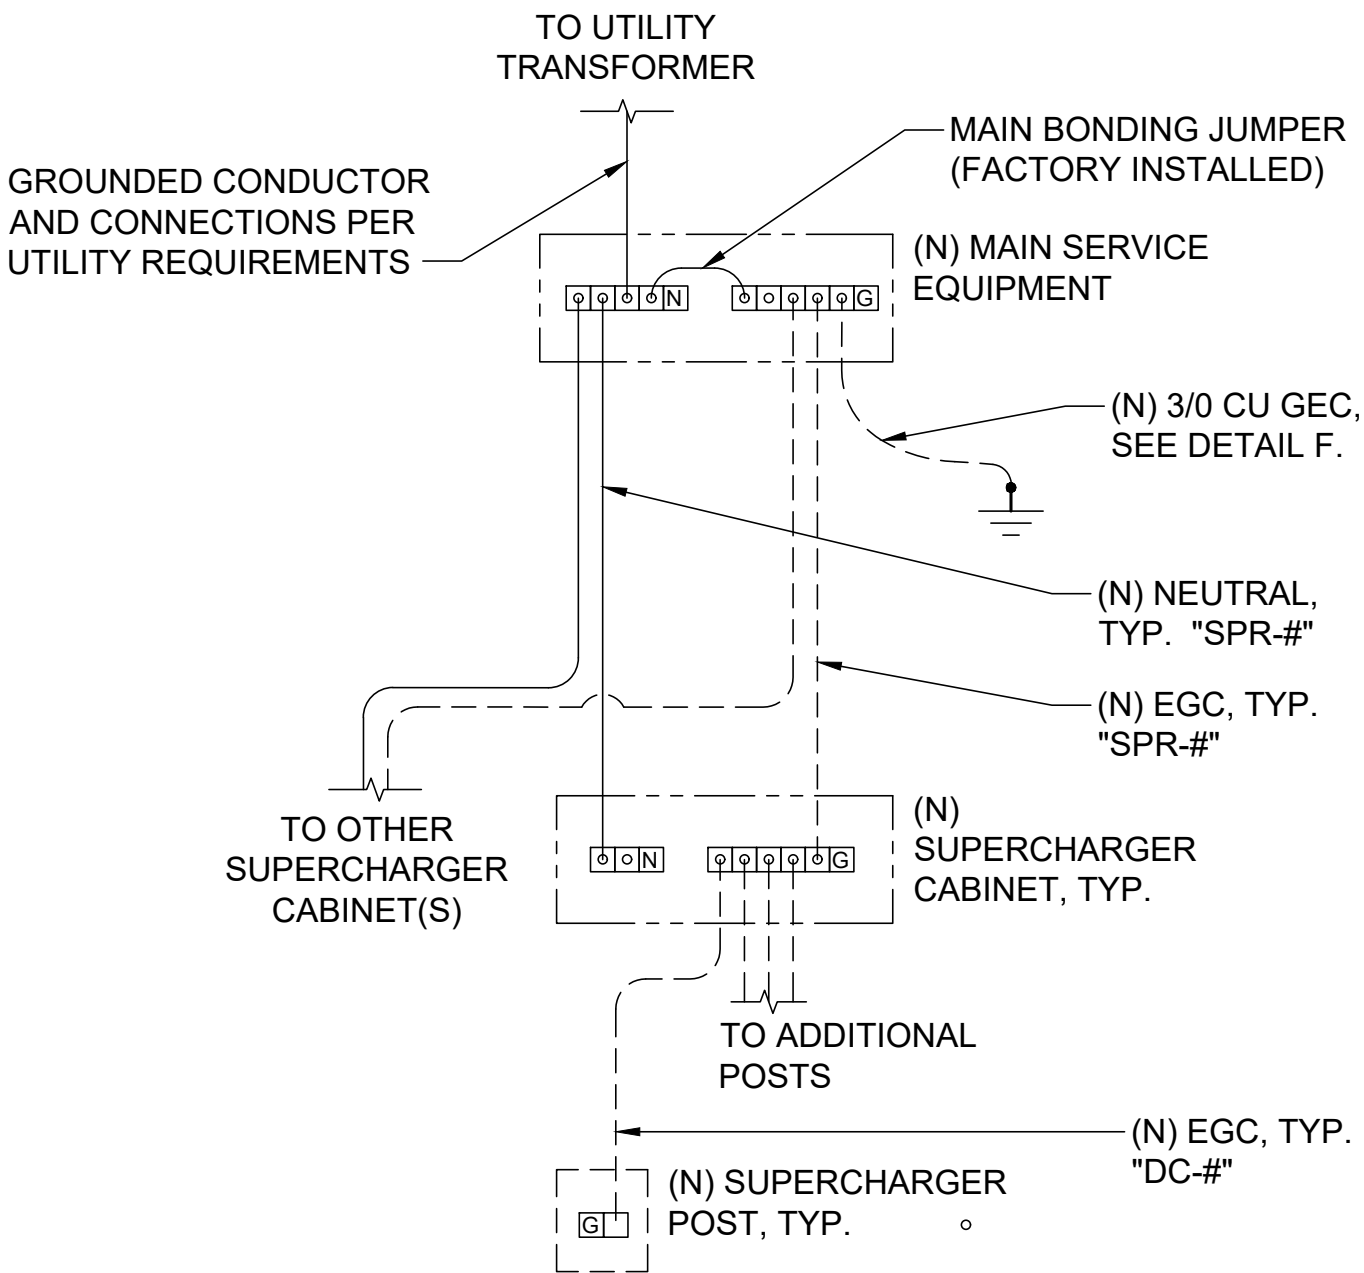 TO UTILITY
TRANSFORMER
MAIN BONDING JUMPER
(FACTORY INSTALLED)
GROUNDED CONDUCTOR
AND CONNECTIONS PER
UTILITY REQUIREMENTS
(N) MAIN SERVICE
EQUIPMENT
N
G
(N) 3/0 CU GEC,
SEE DETAIL F.
(N) NEUTRAL,
TYP. "SPR-#"
(N) EGC, TYP.
"SPR-#"
TO OTHER
SUPERCHARGER
CABINET(S)
(N)
SUPERCHARGER
CABINET, TYP.
N
G
TO ADDITIONAL
POSTS
(N) EGC, TYP.
"DC-#"
(N) SUPERCHARGER
POST, TYP.
G